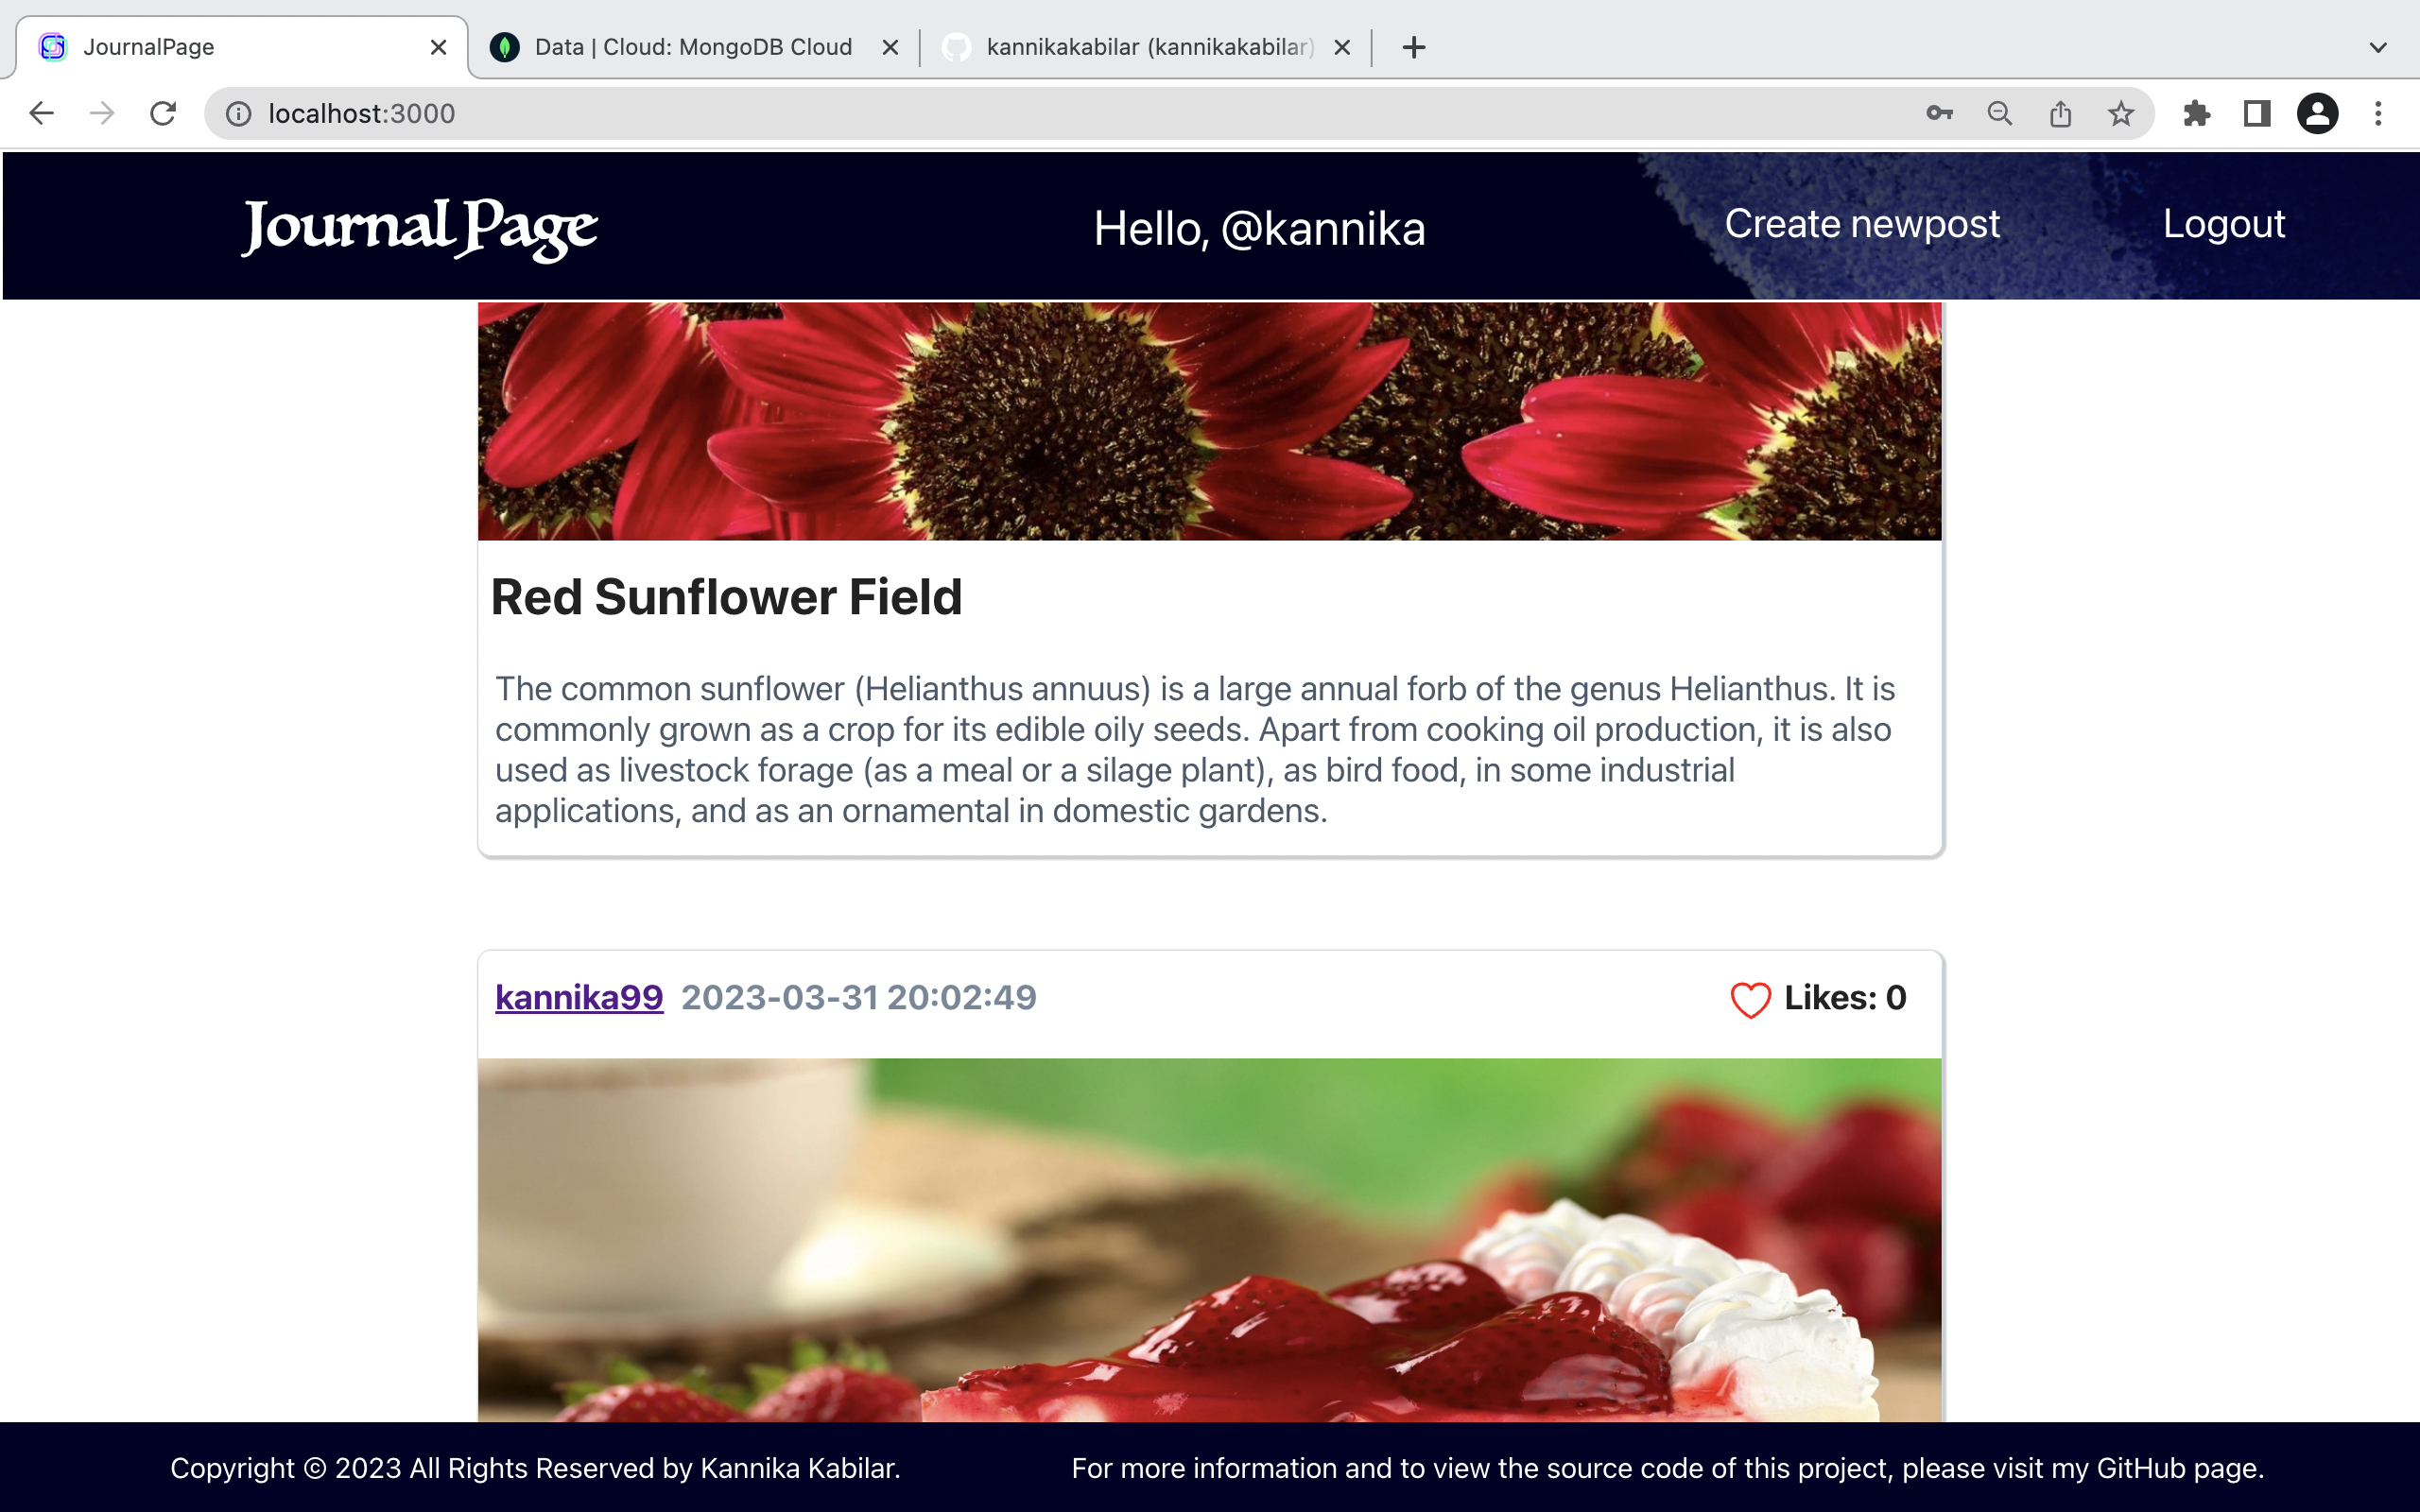 JournalPage
Data | Cloud: MongoDB Cloud
kannikakabilar (kannikakabilar)
localhost:3000
Journal Page
Hello, @kannika
Create newpost
Logout
Red Sunflower Field
The common sunflower (Helianthus annuus) is a large annual forb of the genus Helianthus. It is
commonly grown as a crop for its edible oily seeds. Apart from cooking oil production, it is also
used as livestock forage (as a meal or a silage plant), as bird food, in some industrial
applications, and as an ornamental in domestic gardens.
kannika99 2023-03-31 20:02:49
Likes: 0
Copyright © 2023 All Rights Reserved by Kannika Kabilar.
For more information and to view the source code of this project, please visit my GitHub page.